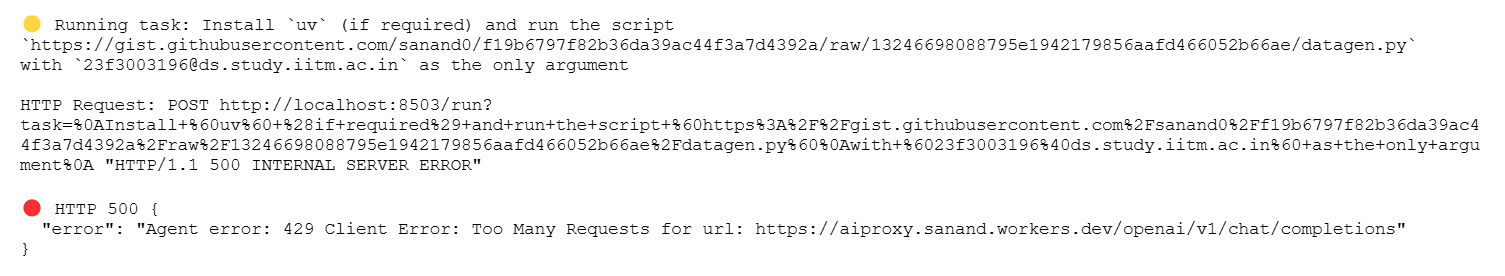 🟡 Running task: Install `uv` (if required) and run the script
`https://gist.githubusercontent.com/sanand0/f19b6797f82b36da39ac44f3a7d4392a/raw/13246698088795e1942179856aafd466052b66ae/datagen.py`
with `23f3003196@ds.study.iitm.ac.in` as the only argument

HTTP Request: POST http://localhost:8503/run?
task=%0AInstall+%60uv%60+%28if+required%29+and+run+the+script+%60https%3A%2F%2Fgist.githubusercontent.com%2Fsanand0%2Ff19b6797f82b36da39ac4
4f3a7d4392a%2Fraw%2F13246698088795e1942179856aafd466052b66ae%2Fdatagen.py%60%0Awith+%6023f3003196%40ds.study.iitm.ac.in%60+as+the+only+argu
ment%0A "HTTP/1.1 500 INTERNAL SERVER ERROR"

🔴 HTTP 500 {
  "error": "Agent error: 429 Client Error: Too Many Requests for url: https://aiproxy.sanand.workers.dev/openai/v1/chat/completions"
}